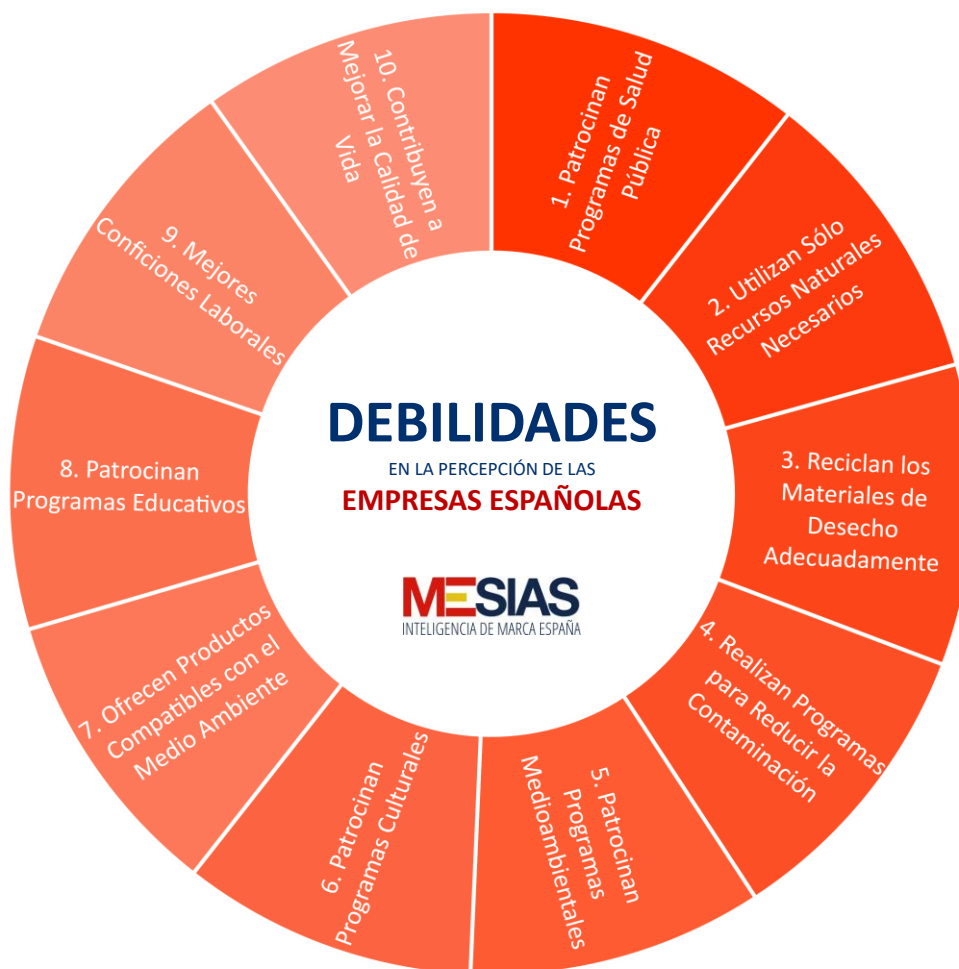 DEBILIDADES
EN LA PERCEPCIÓN DE LAS
EMPRESAS ESPAÑOLAS
MESIAS
INTELIGENCIA DE MARCA ESPAÑA
1. Patrocinan
Programas de Salud
Pública
2. Utilizan Sólo
Recursos Naturales
Necesarios
3. Reciclan los
Materiales de
Desecho
Adecuadamente
4. Realizan Programas
para Reducir la
Contaminación
5. Patrocinan
Programas
Medioambientales
6. Patrocinan
Programas Culturales
7. Ofrecen Productos
Compatibles con el
Medio Ambiente
8. Patrocinan
Programas Educativos
9. Mejores
Conficiones Laborales
10. Contribuyen a
Mejorar la Calidad de
Vida